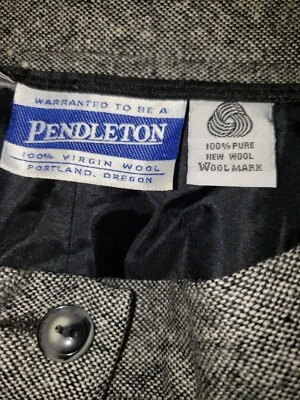 WARRANTED TO BE A
PENDLETON
100% VIRGIN WOOL
PORTLAND, OREGON
100% PURE
NEW WOOL
WOOLMARK